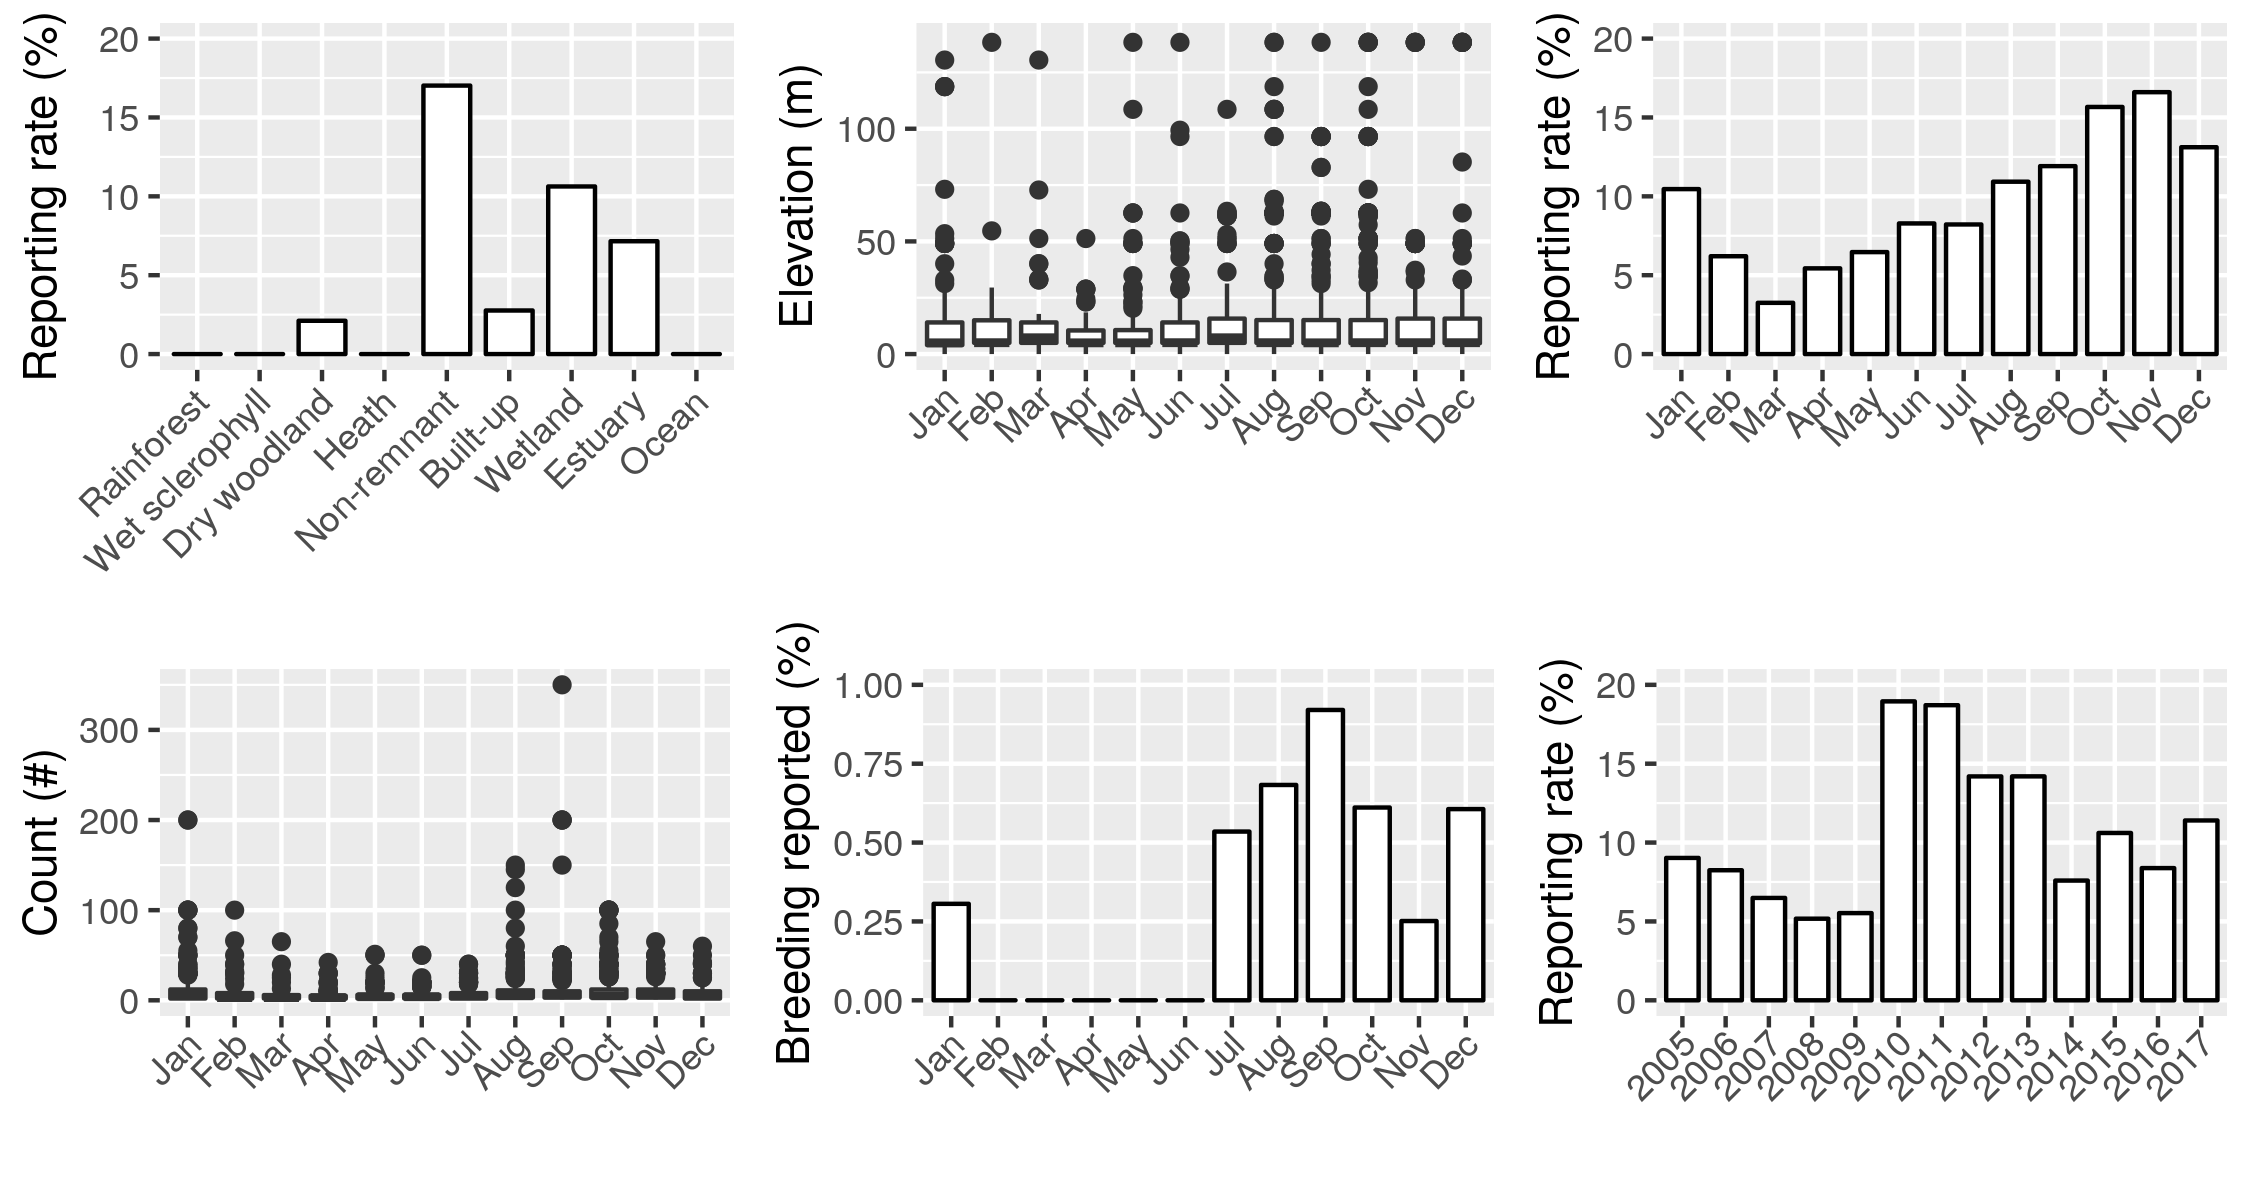 Reporting rate (%)
20
15
10
5
0
Rainforest
Wet sclerophyll
Dry woodland
Heath
Non-remnant
Built-up
Wetland
Estuary
Ocean
Elevation (m)
100
50
0
Jan
Feb
Mar
Apr
May
Jun
Jul
Aug
Sep
Oct
Nov
Dec
Reporting rate (%)
20
15
10
5
0
Jan
Feb
Mar
Apr
May
Jun
Jul
Aug
Sep
Oct
Nov
Dec
Count (#)
300
200
100
0
Jan
Feb
Mar
Apr
May
Jun
Jul
Aug
Sep
Oct
Nov
Dec
Breeding reported (%)
1.00
0.75
0.50
0.25
0.00
Jan
Feb
Mar
Apr
May
Jun
Jul
Aug
Sep
Oct
Nov
Dec
Reporting rate (%)
20
15
10
5
0
2005
2006
2007
2008
2009
2010
2011
2012
2013
2014
2015
2016
2017